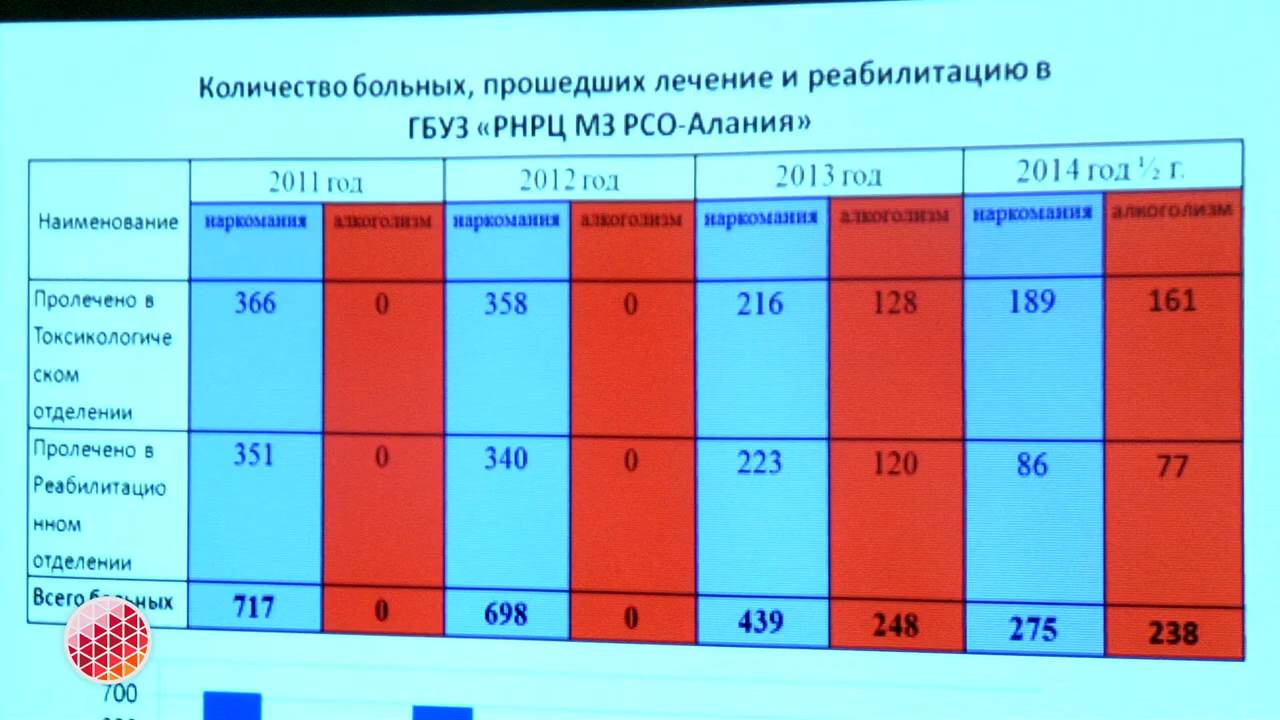 Количество больных, прошедших лечение и реабилитацию в
ГБУЗ «РНРЦ МЗ РСО-Алания»
Наименование 2011 год 2012 год 2013 год 2014 год ½ г.
наркомания алкоголизм наркомания алкоголизм наркомания алкоголизм наркомания алкоголизм
Пролечено в
Токсикологиче
ском
отделении
366 0 358 0 216 128 189 161
Пролечено в
Реабилитацио
нном
отделении
351 0 340 0 223 120 86 77
Всего больных 717 0 698 0 439 248 275 238
700